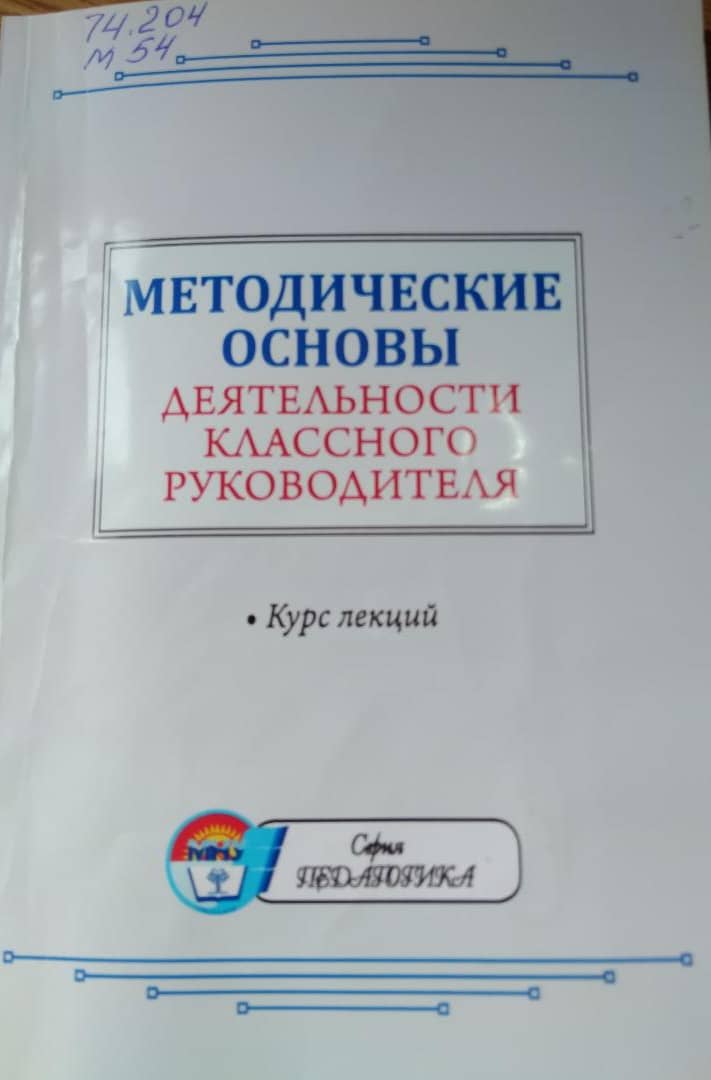 74.204
М 54
МЕТОДИЧЕСКИЕ
ОСНОВЫ
ДЕЯТЕЛЬНОСТИ
КЛАССНОГО
РУКОВОДИТЕЛЯ
• Курс лекций
Серия
ПЕДАГОГИКА